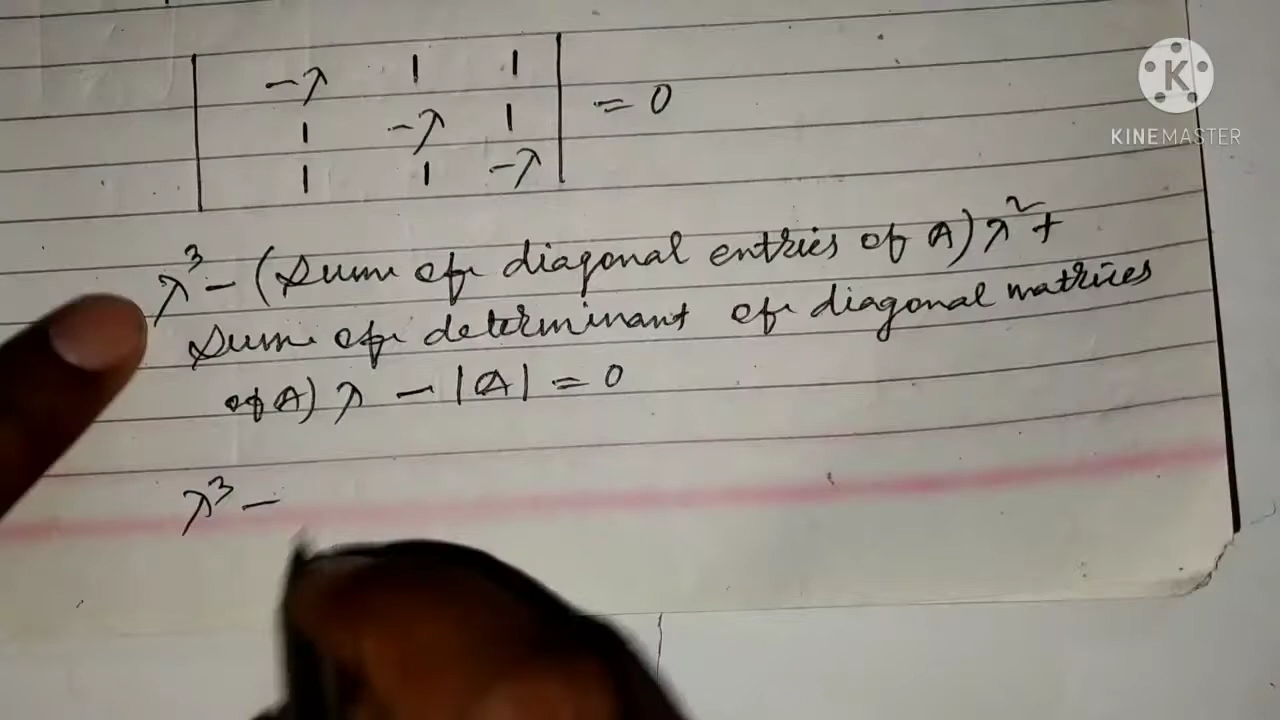 -λ 1 1
1 -λ 1 = 0
1 1 -λ
λ³ - (Sum of diagonal entries of A) λ² +
Sum of determinant of diagonal matrices
of A) λ - |A| = 0
λ³ -
K
KINEMASTER